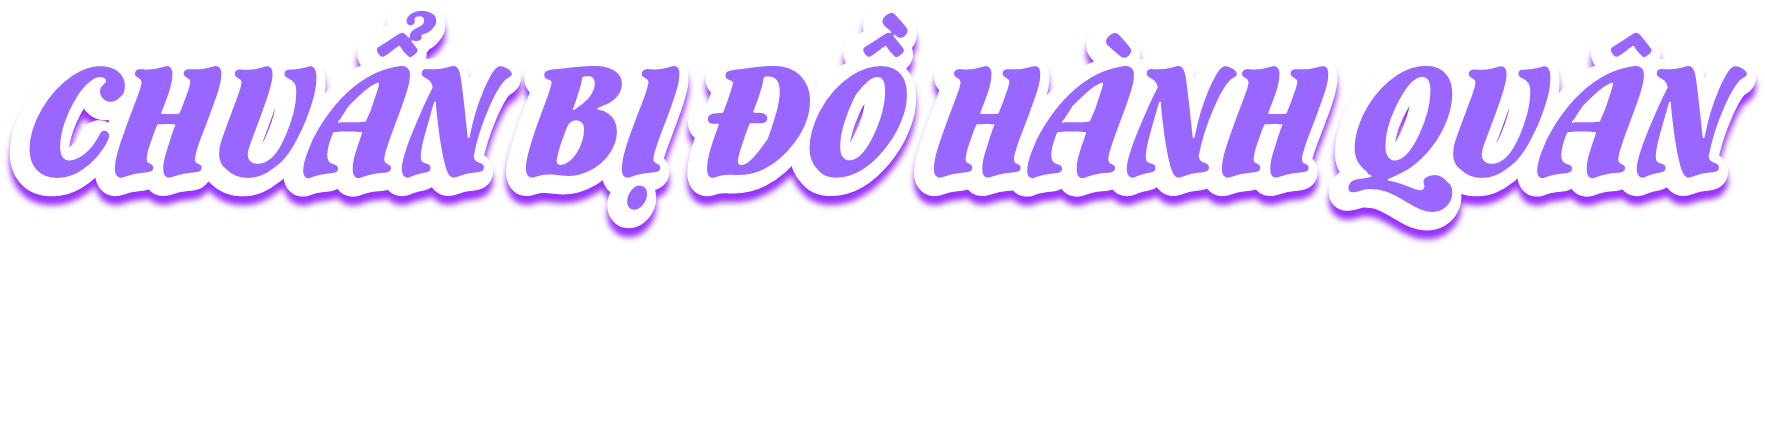 CHUẨN BỊ ĐỒ HÀNH QUÂN